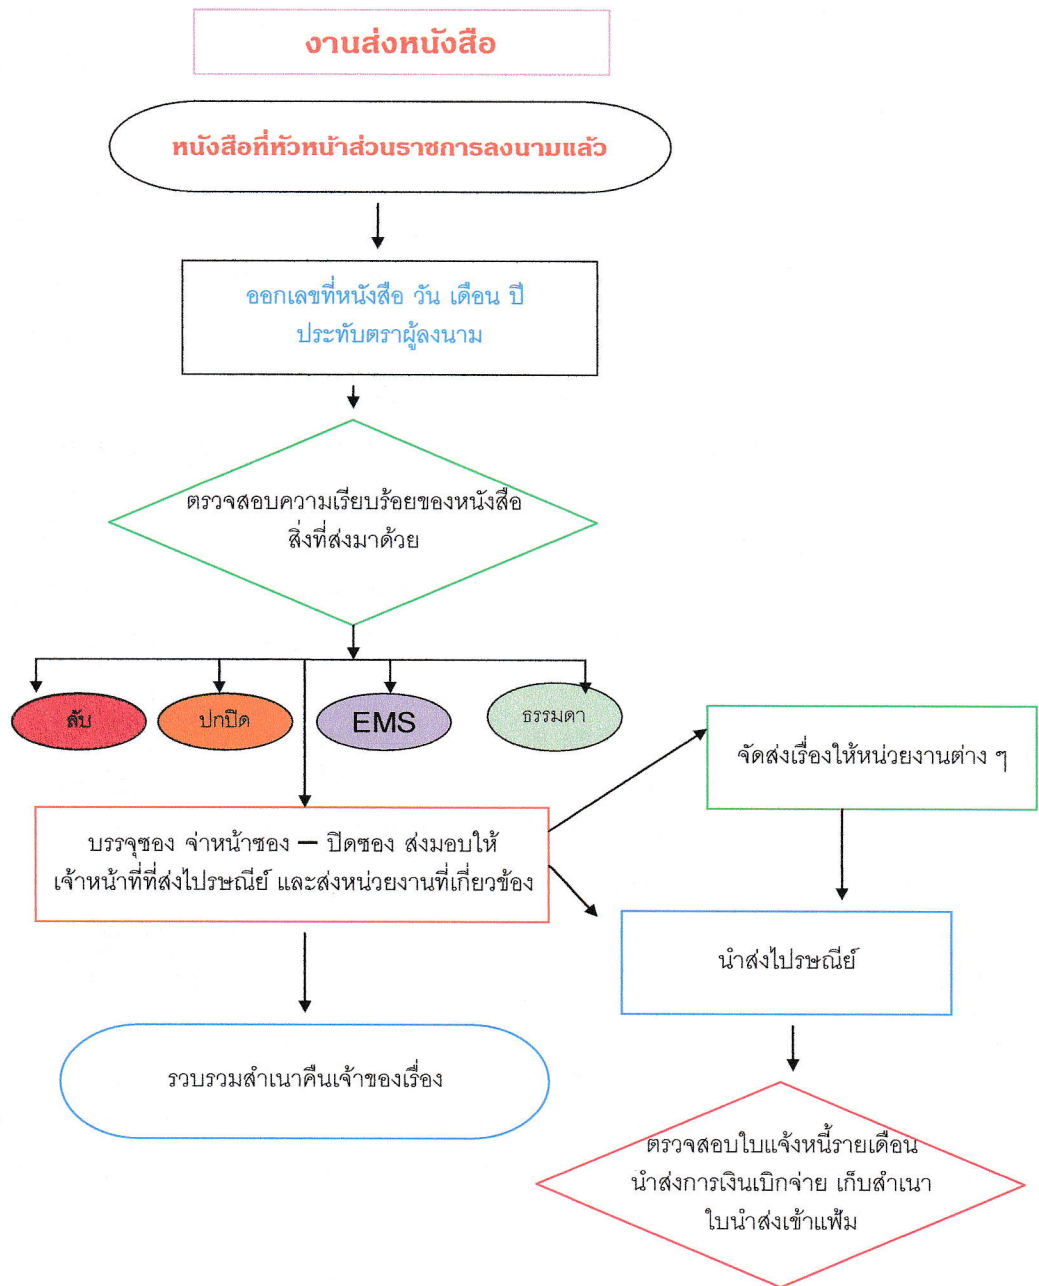 งานส่งหนังสือ
หนังสือที่หัวหน้าส่วนราชการลงนามแล้ว
ออกเลขที่หนังสือ วัน เดือน ปี
ประทับตราผู้ลงนาม
ตรวจสอบความเรียบร้อยของหนังสือ
สิ่งที่ส่งมาด้วย
ลับ
ปกปิด
EMS
ธรรมดา
จัดส่งเรื่องให้หน่วยงานต่าง ๆ
บรรจุซอง จ่าหน้าซอง – ปิดซอง ส่งมอบให้
เจ้าหน้าที่ที่ส่งไปรษณีย์ และส่งหน่วยงานที่เกี่ยวข้อง
นำส่งไปรษณีย์
รวบรวมสำเนาคืนเจ้าของเรื่อง
ตรวจสอบใบแจ้งหนี้รายเดือน
นำส่งการเงินเบิกจ่าย เก็บสำเนา
ใบนำส่งเข้าแฟ้ม